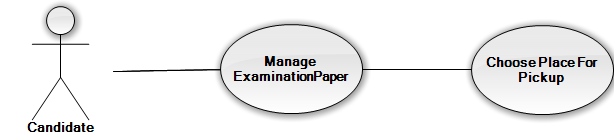 Manage
ExaminationPaper
Choose Place For
Pickup
Candidate